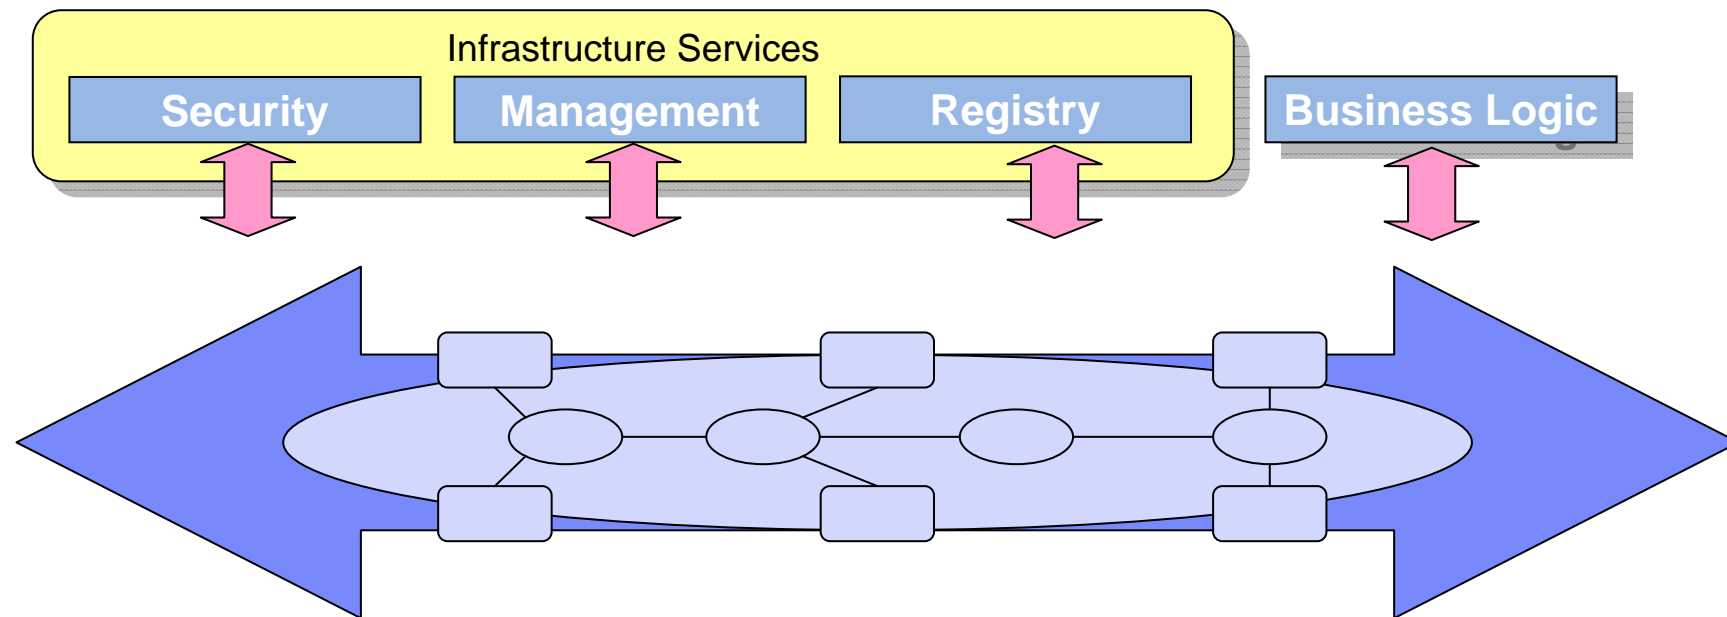 Infrastructure Services
Security
Management
Registry
Business Logic